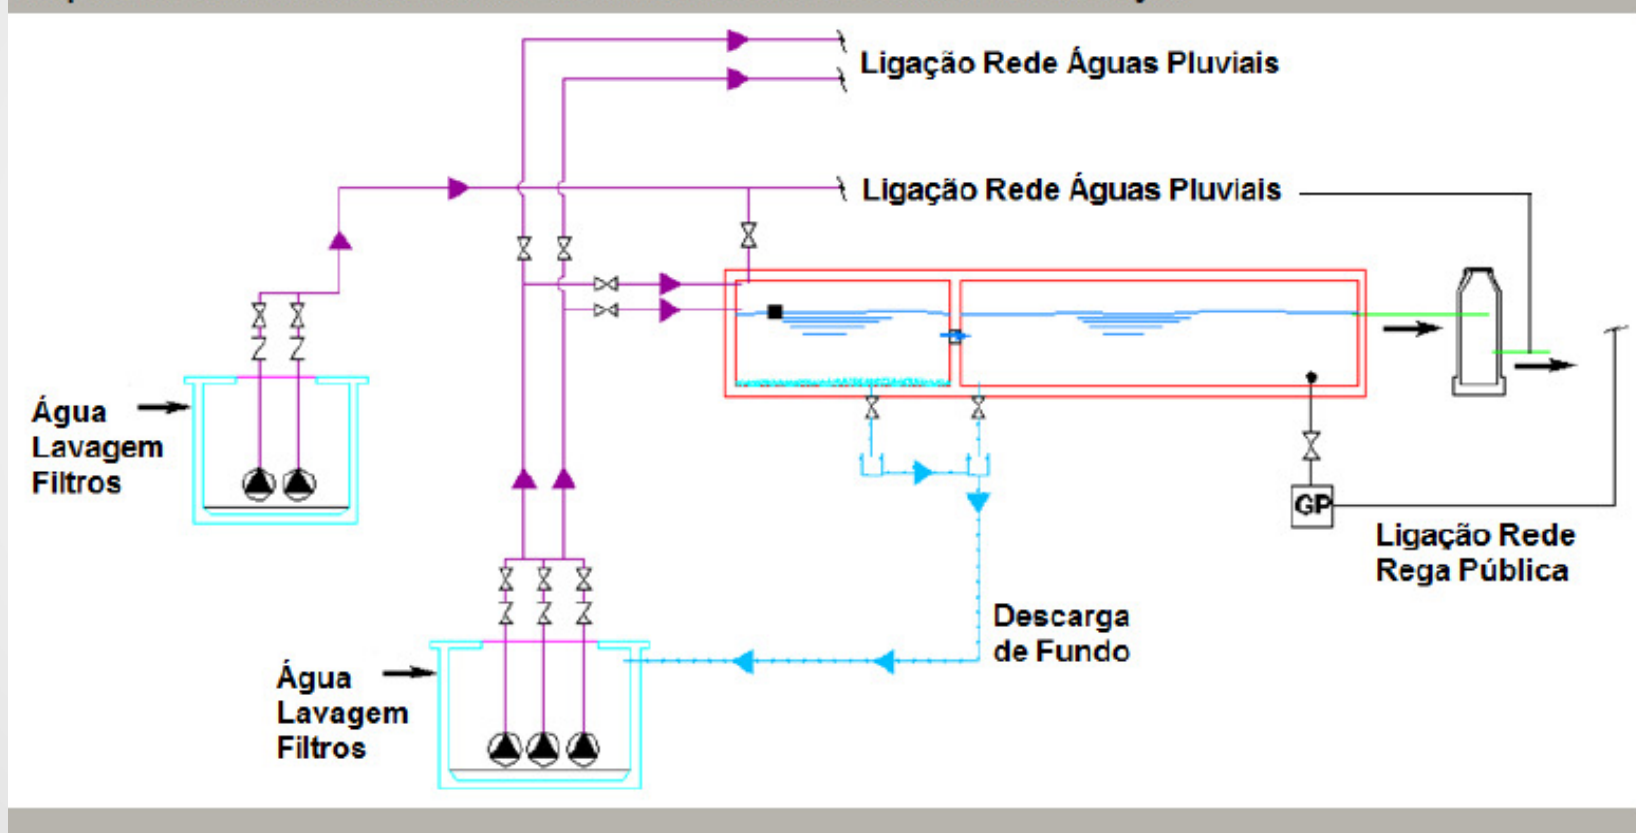 Ligação Rede Águas Pluviais
Ligação Rede Águas Pluviais
Água
Lavagem
Filtros
GP
Ligação Rede
Rega Pública
Descarga
de Fundo
Água
Lavagem
Filtros